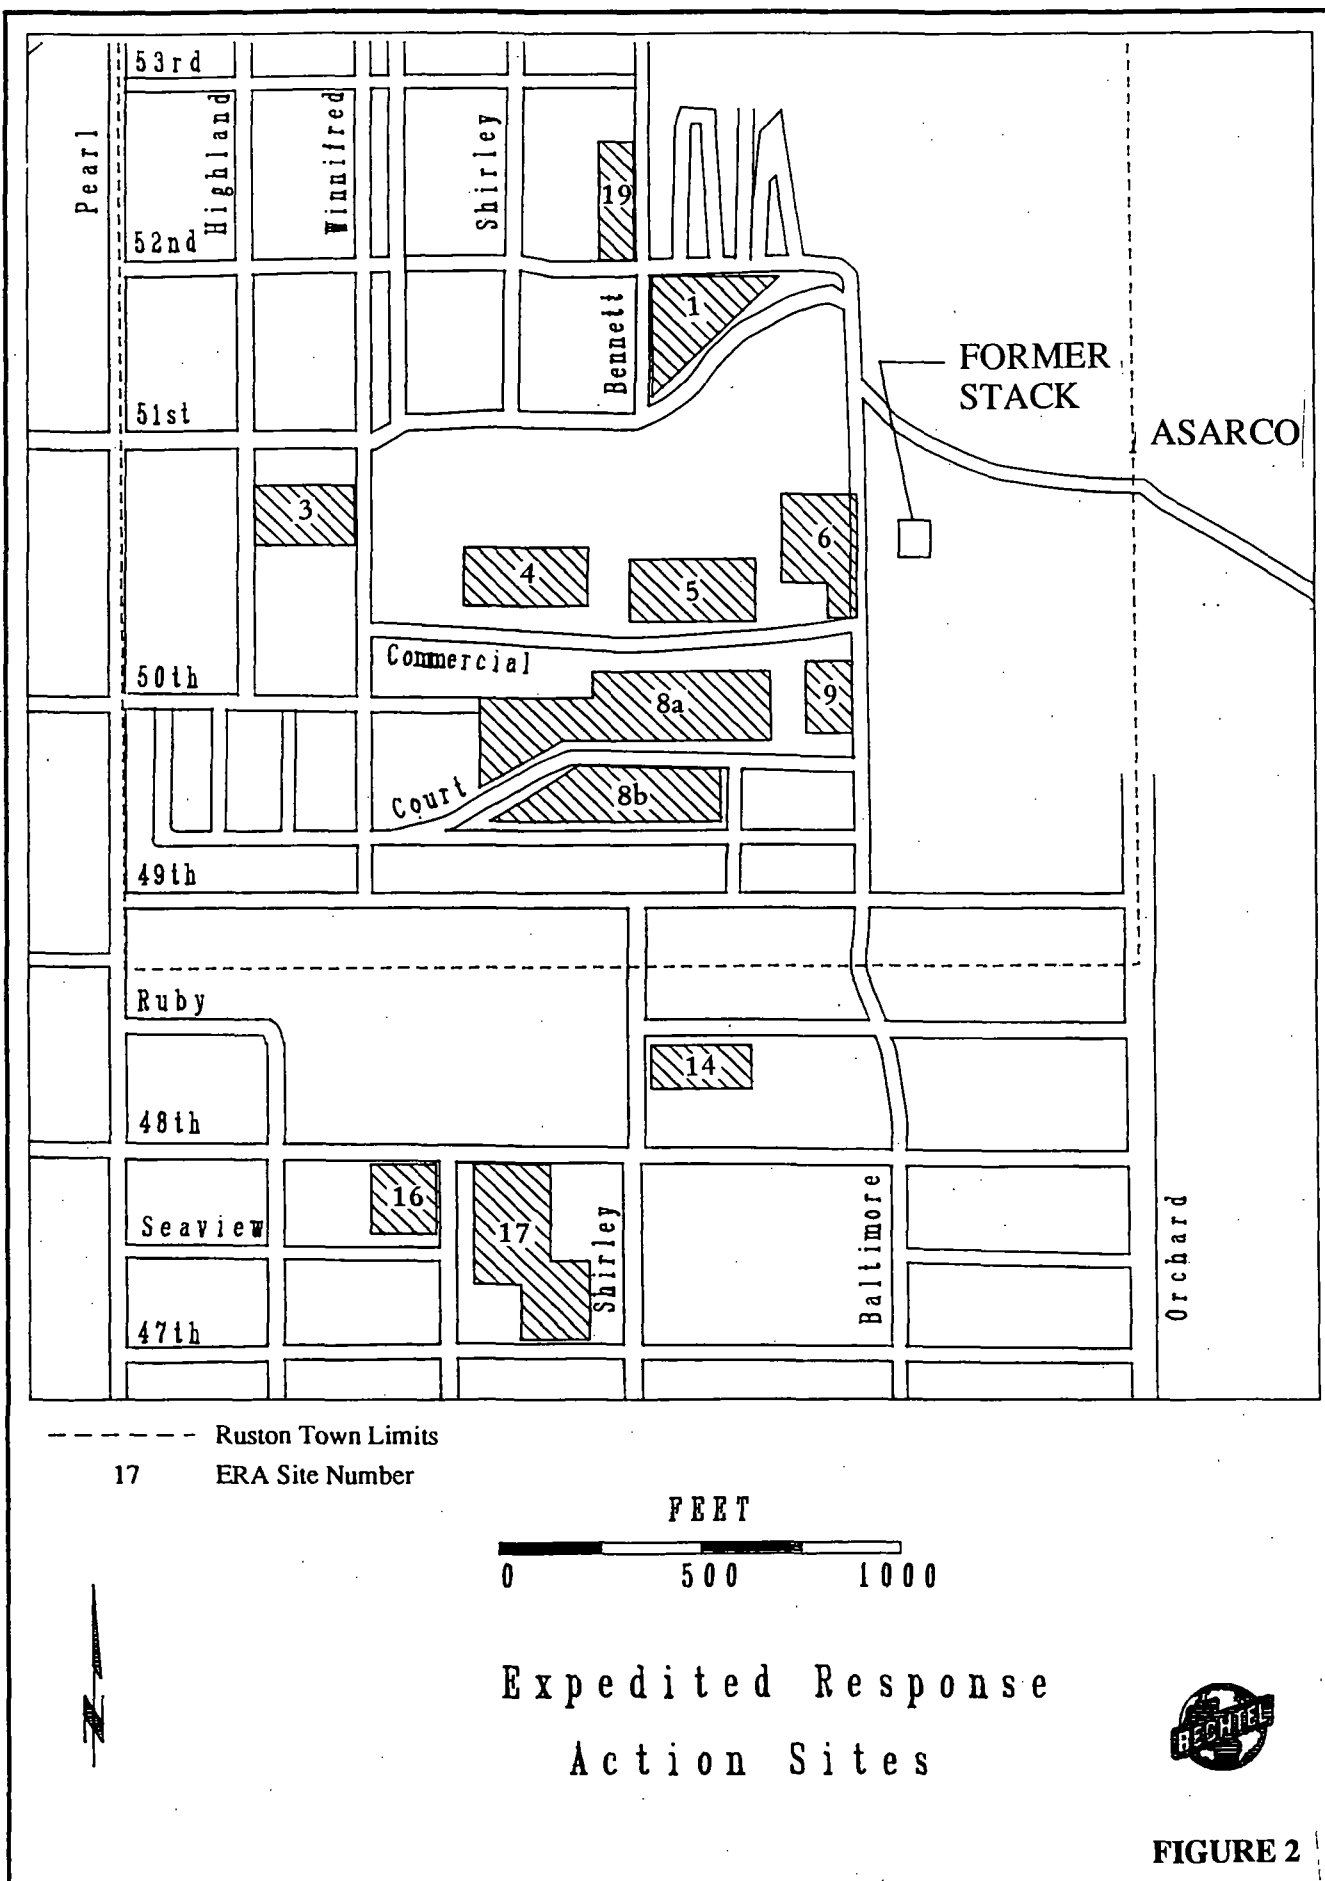 53rd
Pearl
Highland
Winnifred
Shirley
19
52nd
Bennett
1
FORMER
STACK
51st
ASARCO
3
6
4
5
Commercial
50th
8a
9
Court
8b
49th
Ruby
14
48th
16
Seaview
17
Shirley
Baltimore
Orchard
47th
Ruston Town Limits
17 ERA Site Number
FEET
0 500 1000
N
Expedited Response
Action Sites
BECHTEL
FIGURE 2